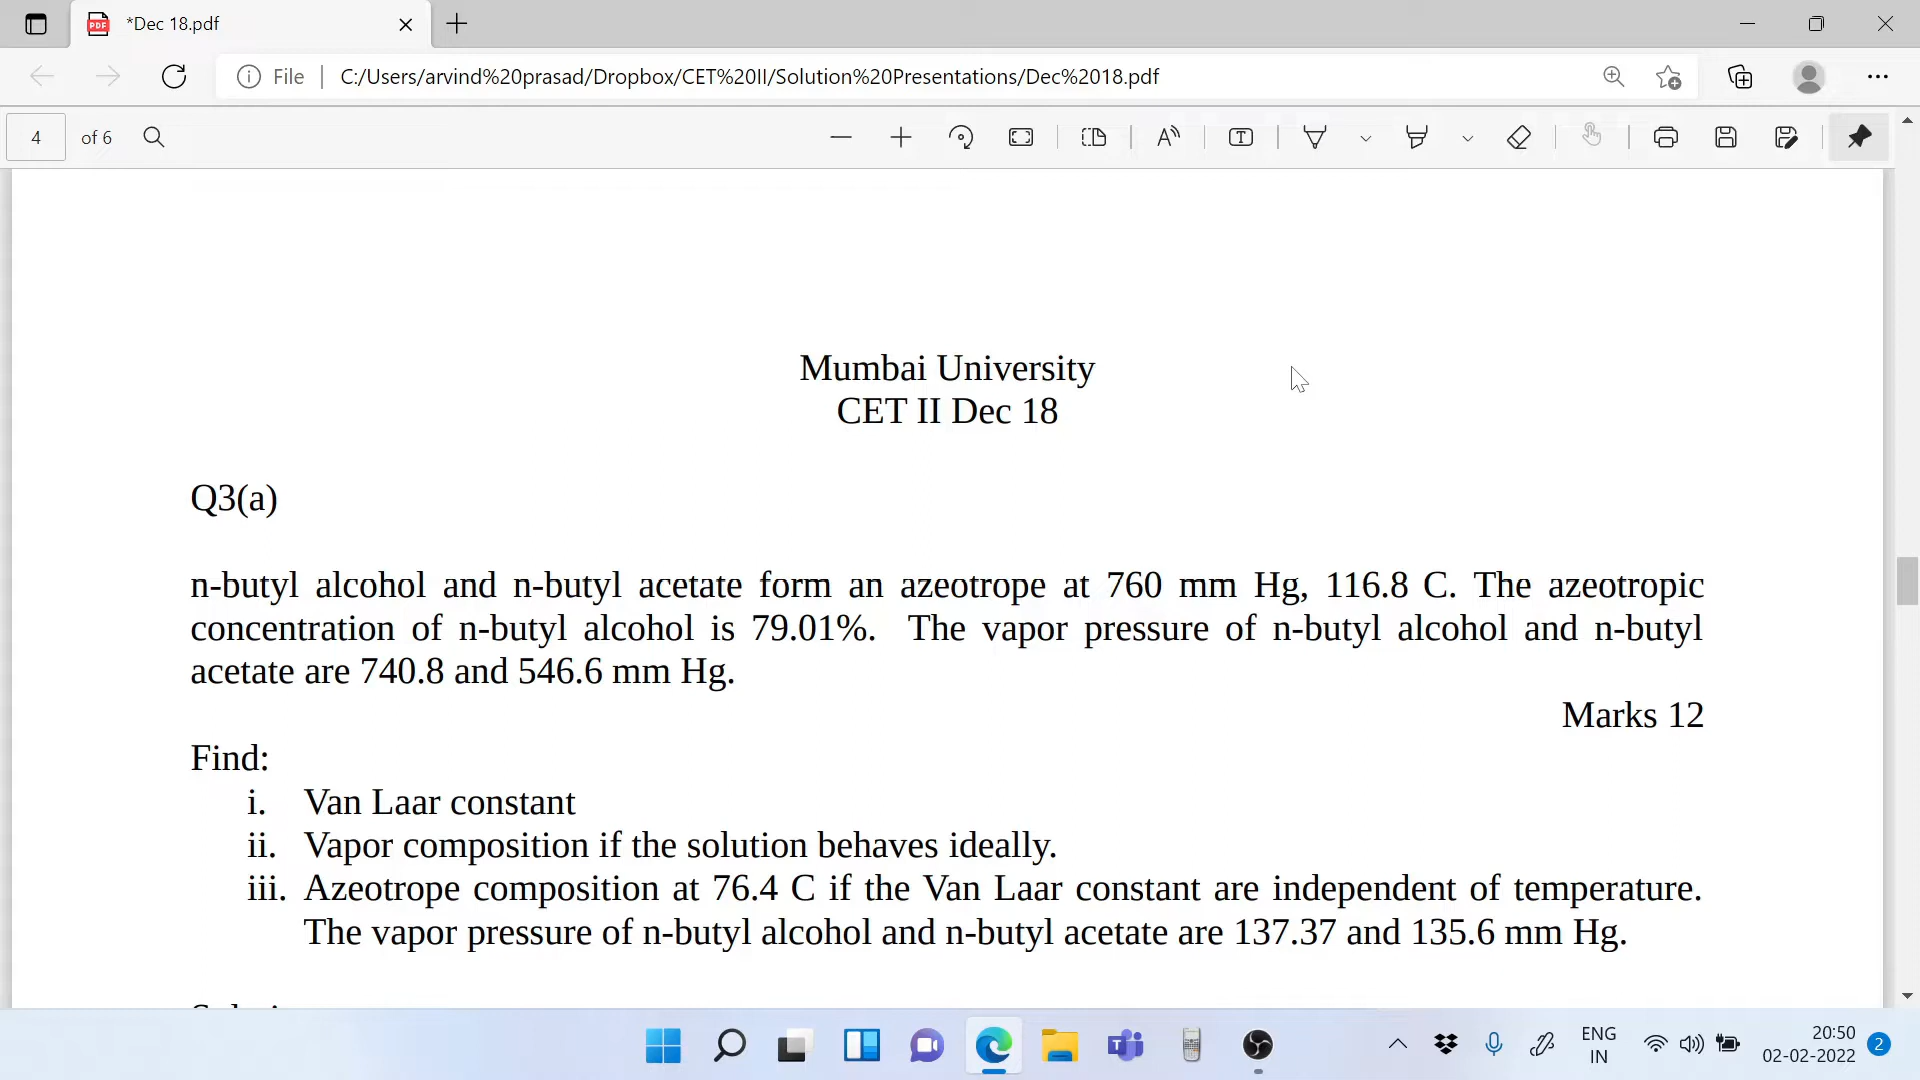 *Dec 18.pdf
File
C:/Users/arvind%20prasad/Dropbox/CET%20II/Solution%20Presentations/Dec%2018.pdf
4 of 6
Mumbai University
CET II Dec 18
Q3(a)
n-butyl alcohol and n-butyl acetate form an azeotrope at 760 mm Hg, 116.8 C. The azeotropic
concentration of n-butyl alcohol is 79.01%. The vapor pressure of n-butyl alcohol and n-butyl
acetate are 740.8 and 546.6 mm Hg.
Marks 12
Find:
i. Van Laar constant
ii. Vapor composition if the solution behaves ideally.
iii. Azeotrope composition at 76.4 C if the Van Laar constant are independent of temperature.
The vapor pressure of n-butyl alcohol and n-butyl acetate are 137.37 and 135.6 mm Hg.
ENG
IN
20:50
02-02-2022
2